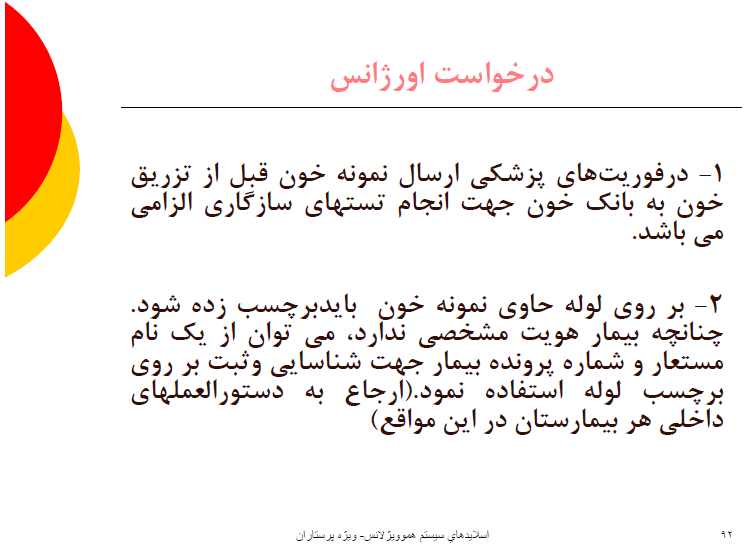 درخواست اورژانس
۱- درفوریت‌های پزشکی ارسال نمونه خون قبل از تزریق
خون به بانک خون جهت انجام تستهای سازگاری الزامی
می باشد.
۲- بر روی لوله حاوی نمونه خون بایدبرچسب زده شود.
چنانچه بیمار هویت مشخصی ندارد، می توان از یک نام
مستعار و شماره پرونده بیمار جهت شناسایی وثبت بر روی
برچسب لوله استفاده نمود.(ارجاع به دستورالعملهای
داخلی هر بیمارستان در این مواقع)
اسلایدهاي سیستم هموویژلانس- ویژه پرستاران
۹۲